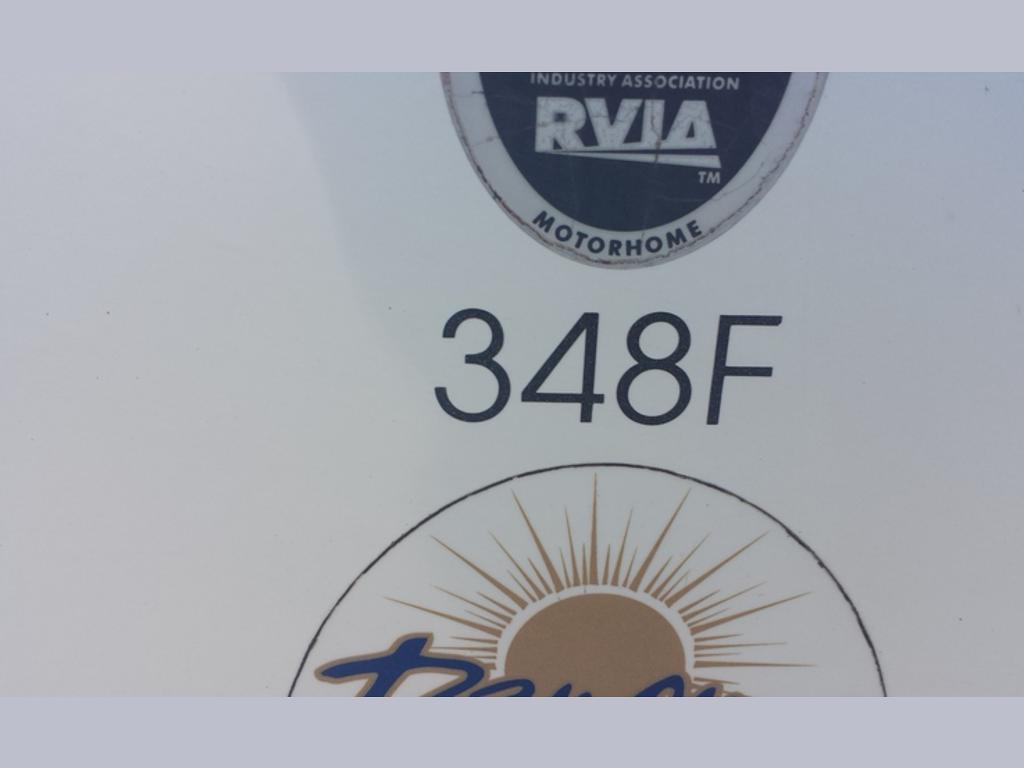 INDUSTRY ASSOCIATION
RVIA
TM
MOTORHOME
348F